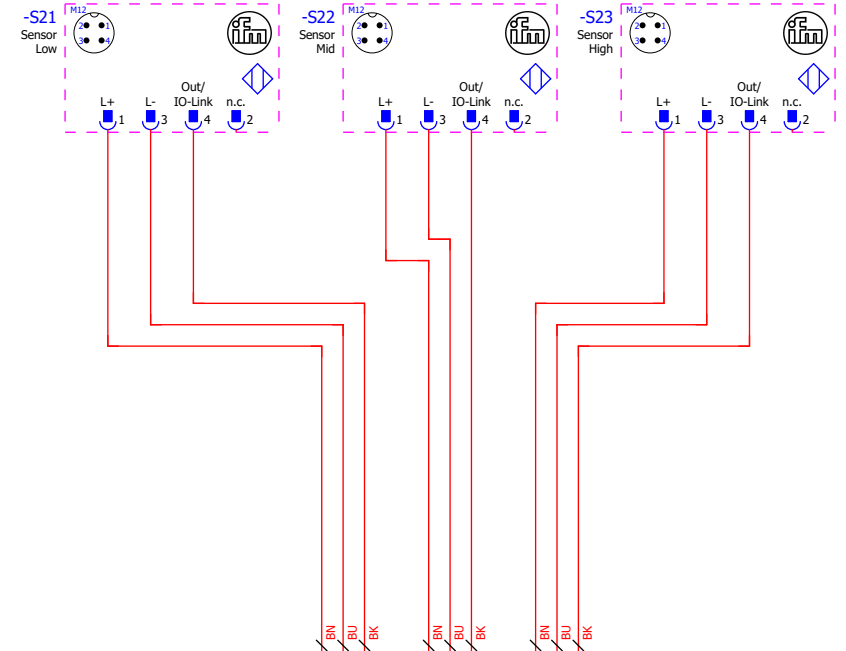 -S21
Sensor
Low
M12
2 1
3 4
ifm
L+
L-
Out/
IO-Link
n.c.
1
3
4
2
-S22
Sensor
Mid
M12
2 1
3 4
ifm
L+
L-
Out/
IO-Link
n.c.
1
3
4
2
-S23
Sensor
High
M12
2 1
3 4
ifm
L+
L-
Out/
IO-Link
n.c.
1
3
4
2
BN
BU
BK
BN
BU
BK
BN
BU
BK